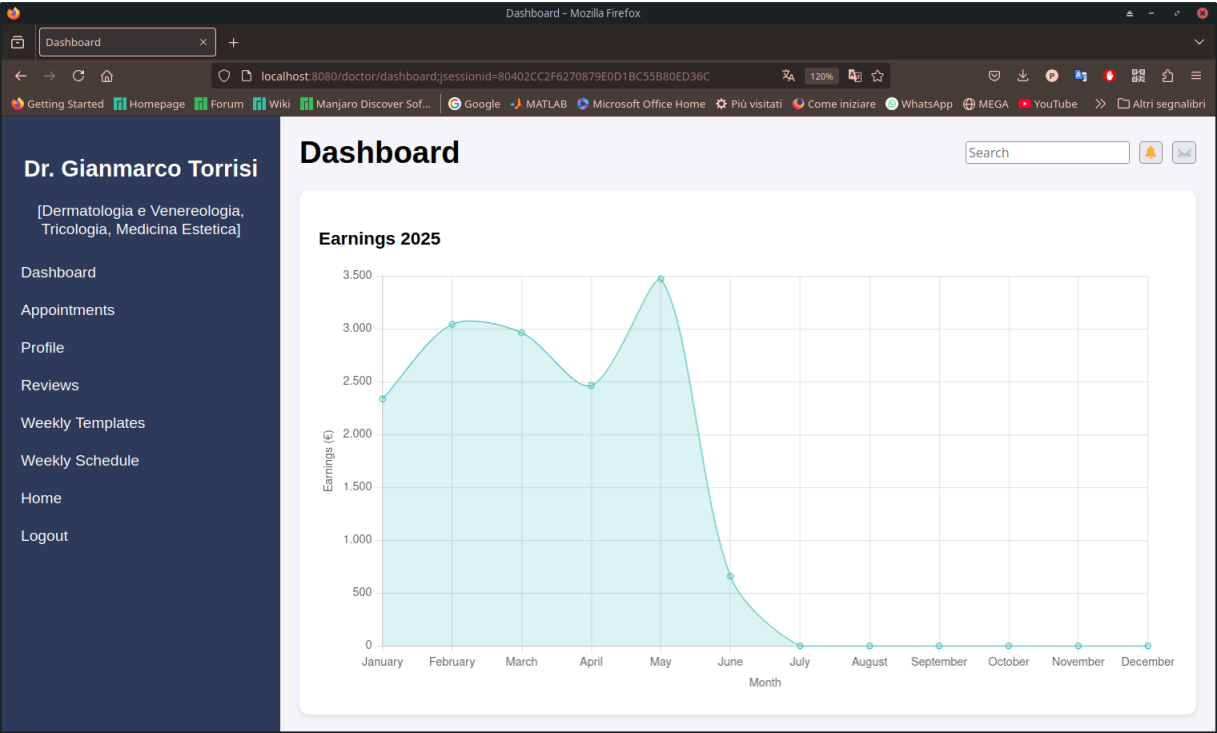 Dashboard – Mozilla Firefox
Dashboard
localhost:8080/doctor/dashboard;jsessionid=80402CC2F6270879E0D1BC55B80ED36C
120%
Getting Started Homepage Forum Wiki Manjaro Discover Sof... Google MATLAB Microsoft Office Home Più visitati Come iniziare WhatsApp MEGA YouTube Altri segnalibri
Dr. Gianmarco Torrisi
[Dermatologia e Venereologia,
Tricologia, Medicina Estetica]
Dashboard
Appointments
Profile
Reviews
Weekly Templates
Weekly Schedule
Home
Logout
Dashboard
Search
Earnings 2025
Earnings (€)
3.500
3.000
2.500
2.000
1.500
1.000
500
0
January February March April May June July August September October November December
Month